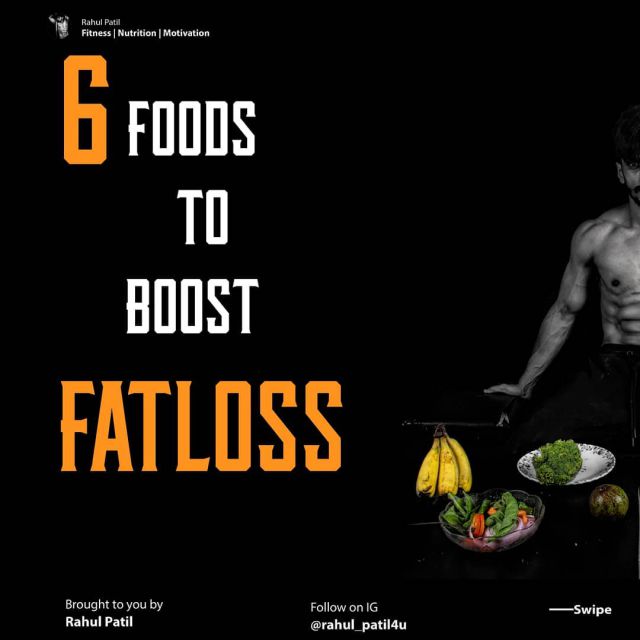 Rahul Patil
Fitness | Nutrition | Motivation
6 FOODS
TO
BOOST
FATLOSS
Brought to you by
Rahul Patil
Follow on IG
@rahul_patil4u
Swipe